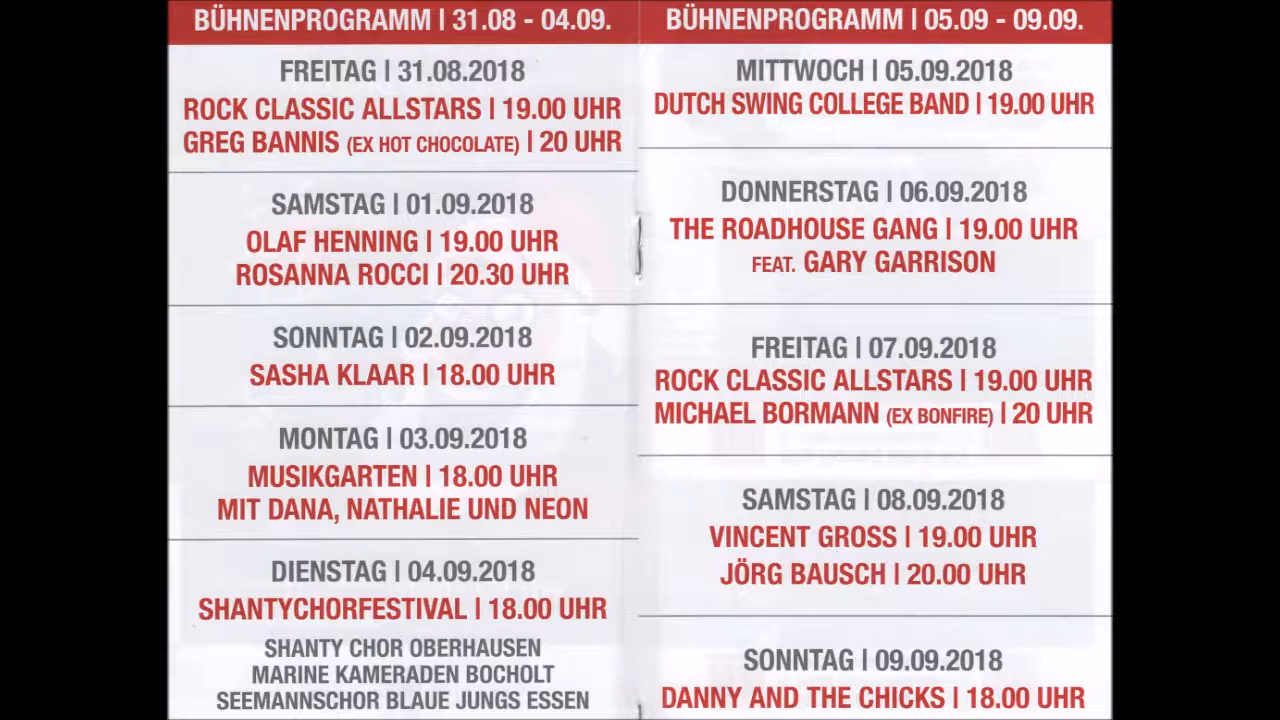 BÜHNENPROGRAMM | 31.08 - 04.09.
FREITAG | 31.08.2018
ROCK CLASSIC ALLSTARS | 19.00 UHR
GREG BANNIS (EX HOT CHOCOLATE) | 20 UHR
SAMSTAG | 01.09.2018
OLAF HENNING | 19.00 UHR
ROSANNA ROCCI | 20.30 UHR
SONNTAG | 02.09.2018
SASHA KLAAR | 18.00 UHR
MONTAG | 03.09.2018
MUSIKGARTEN | 18.00 UHR
MIT DANA, NATHALIE UND NEON
DIENSTAG | 04.09.2018
SHANTYCHORFESTIVAL | 18.00 UHR
SHANTY CHOR OBERHAUSEN
MARINE KAMERADEN BOCHOLT
SEEMANNSCHOR BLAUE JUNGS ESSEN
BÜHNENPROGRAMM | 05.09 - 09.09.
MITTWOCH | 05.09.2018
DUTCH SWING COLLEGE BAND | 19.00 UHR
DONNERSTAG | 06.09.2018
THE ROADHOUSE GANG | 19.00 UHR
FEAT. GARY GARRISON
FREITAG | 07.09.2018
ROCK CLASSIC ALLSTARS | 19.00 UHR
MICHAEL BORMANN (EX BONFIRE) | 20 UHR
SAMSTAG | 08.09.2018
VINCENT GROSS | 19.00 UHR
JÖRG BAUSCH | 20.00 UHR
SONNTAG | 09.09.2018
DANNY AND THE CHICKS | 18.00 UHR